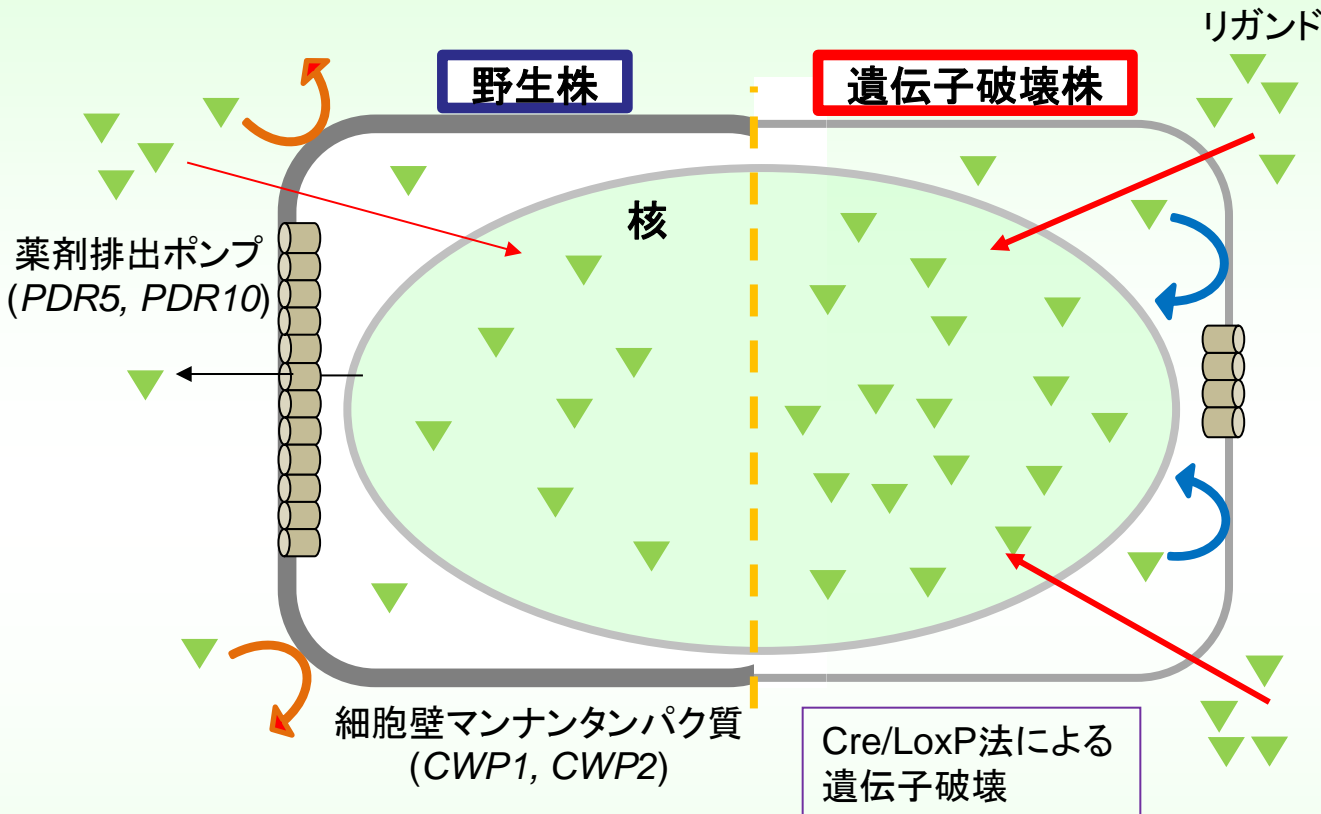 リガンド
野生株
遺伝子破壊株
核
薬剤排出ポンプ
(PDR5, PDR10)
細胞壁マンナンタンパク質
(CWP1, CWP2)
Cre/LoxP法による
遺伝子破壊